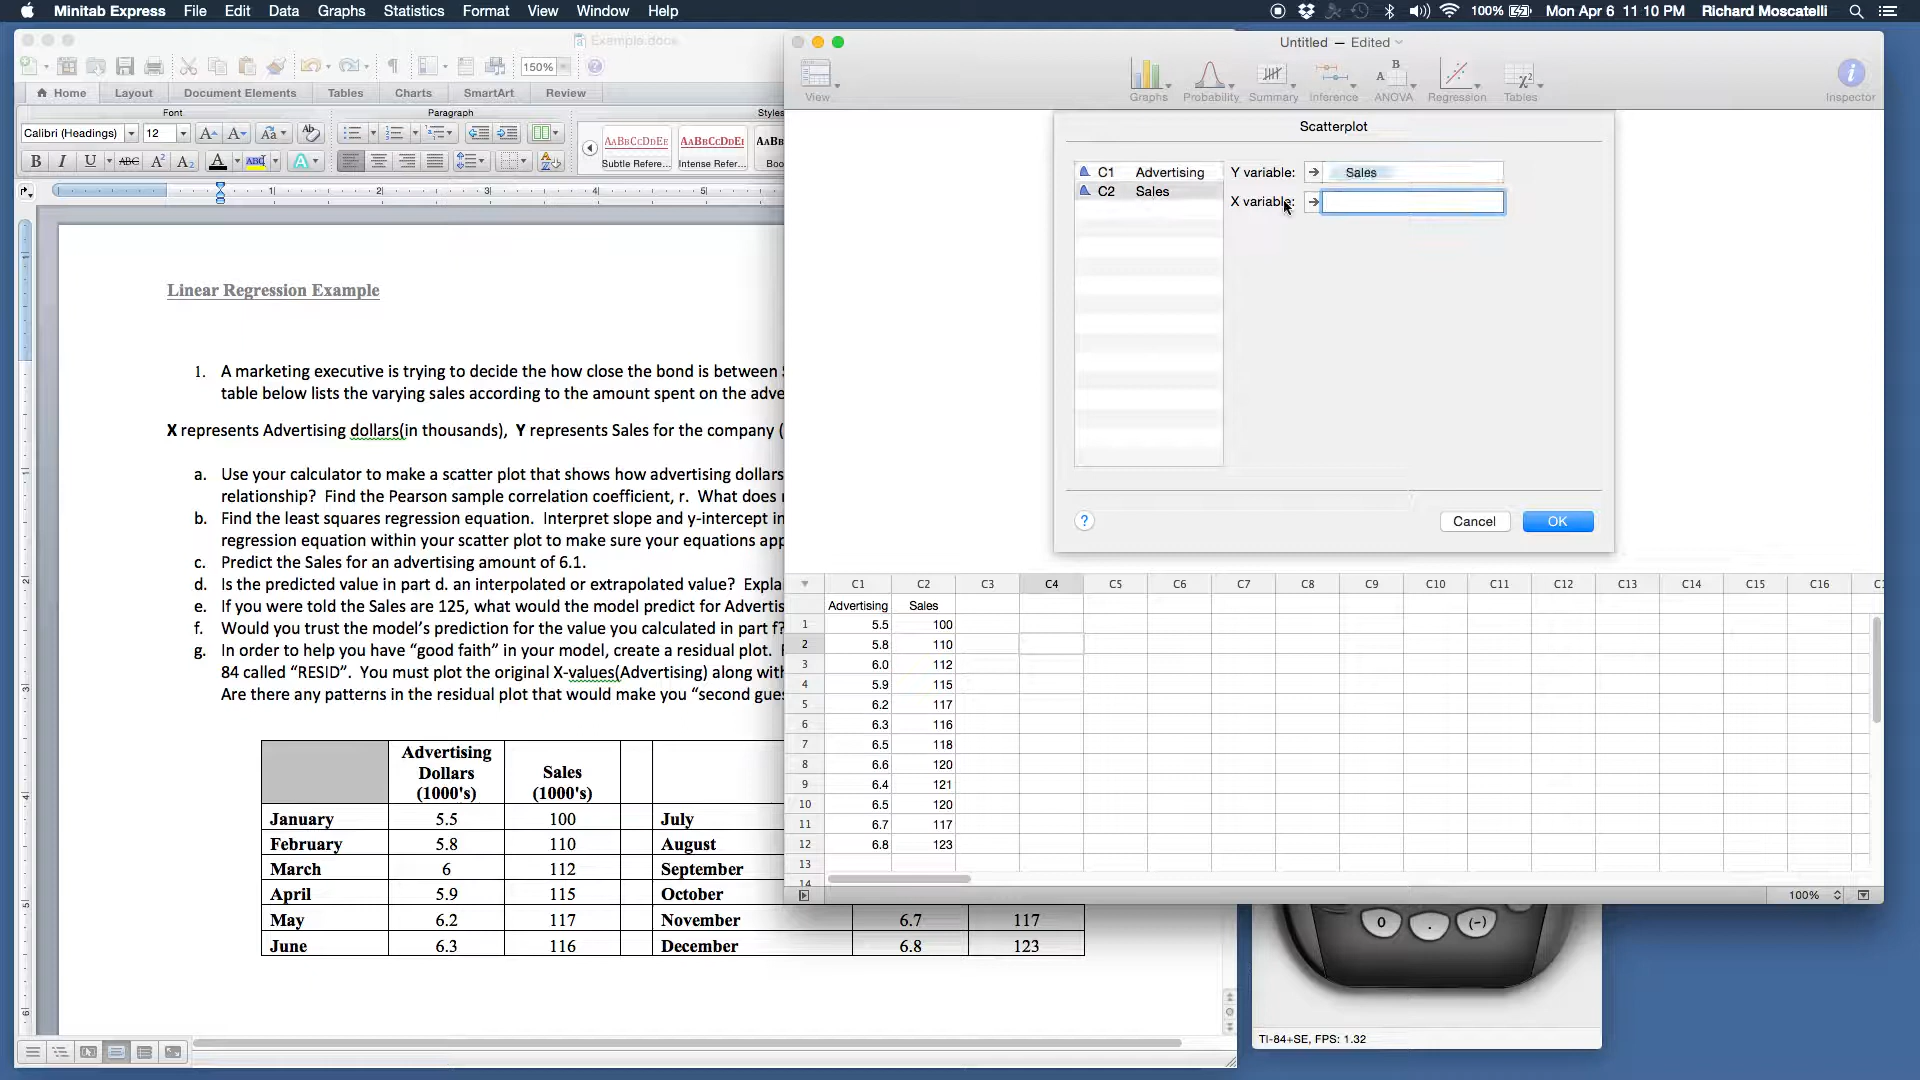 Minitab Express File Edit Data Graphs Statistics Format View Window Help 100% Mon Apr 6 11:10 PM Richard Moscatelli
Example.docx
150%
Home Layout Document Elements Tables Charts SmartArt Review
Font Paragraph Styles
Calibri (Headings) 12
B I U ABC A² A₂ A ABC A
AaBbCcDdEe AaBbCcDdEe AaBb
Subtle Refere... Intense Refer... Boo
Linear Regression Example
1. A marketing executive is trying to decide the how close the bond is between
table below lists the varying sales according to the amount spent on the adve
X represents Advertising dollars(in thousands), Y represents Sales for the company (
a. Use your calculator to make a scatter plot that shows how advertising dollars
relationship? Find the Pearson sample correlation coefficient, r. What does
b. Find the least squares regression equation. Interpret slope and y-intercept in
regression equation within your scatter plot to make sure your equations app
c. Predict the Sales for an advertising amount of 6.1.
d. Is the predicted value in part d. an interpolated or extrapolated value? Expla
e. If you were told the Sales are 125, what would the model predict for Advertis
f. Would you trust the model's prediction for the value you calculated in part f?
g. In order to help you have "good faith" in your model, create a residual plot.
84 called "RESID". You must plot the original X-values(Advertising) along with
Are there any patterns in the residual plot that would make you "second gues
Advertising Dollars (1000's) Sales (1000's)
January 5.5 100 July
February 5.8 110 August
March 6 112 September
April 5.9 115 October
May 6.2 117 November 6.7 117
June 6.3 116 December 6.8 123
Untitled — Edited
View Graphs Probability Summary Inference ANOVA Regression Tables Inspector
Scatterplot
C1 Advertising Y variable: Sales
C2 Sales X variable:
? Cancel OK
C1 C2 C3 C4 C5 C6 C7 C8 C9 C10 C11 C12 C13 C14 C15 C16
Advertising Sales
1 5.5 100
2 5.8 110
3 6.0 112
4 5.9 115
5 6.2 117
6 6.3 116
7 6.5 118
8 6.6 120
9 6.4 121
10 6.5 120
11 6.7 117
12 6.8 123
13
14
100%
0 . (-)
TI-84+SE, FPS: 1.32